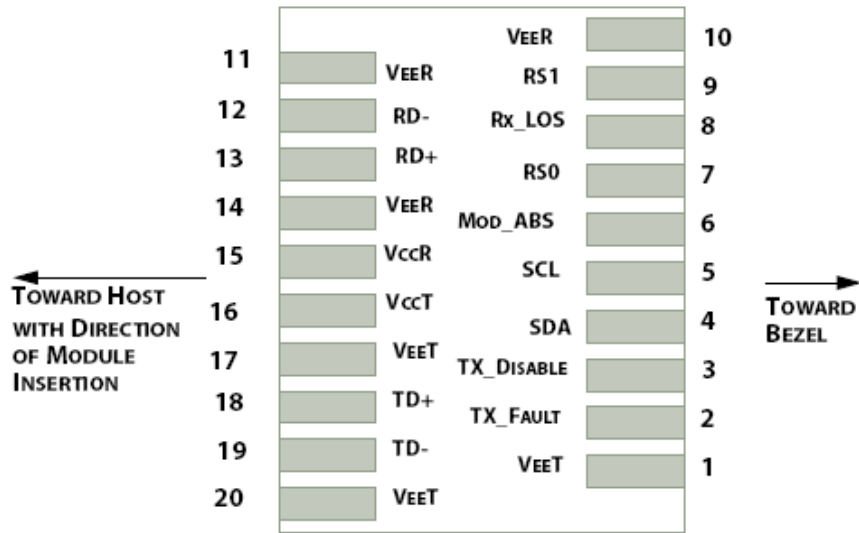 VEER 10
11 VEER
RS1 9
12 RD-
Rx_LOS 8
13 RD+
RS0 7
14 VEER
MOD_ABS 6
15 VccR
SCL 5
16 VccT
SDA 4
17 VEET
TX_DISABLE 3
18 TD+
TX_FAULT 2
19 TD-
VEET 1
20 VEET
TOWARD HOST
WITH DIRECTION
OF MODULE
INSERTION
TOWARD
BEZEL